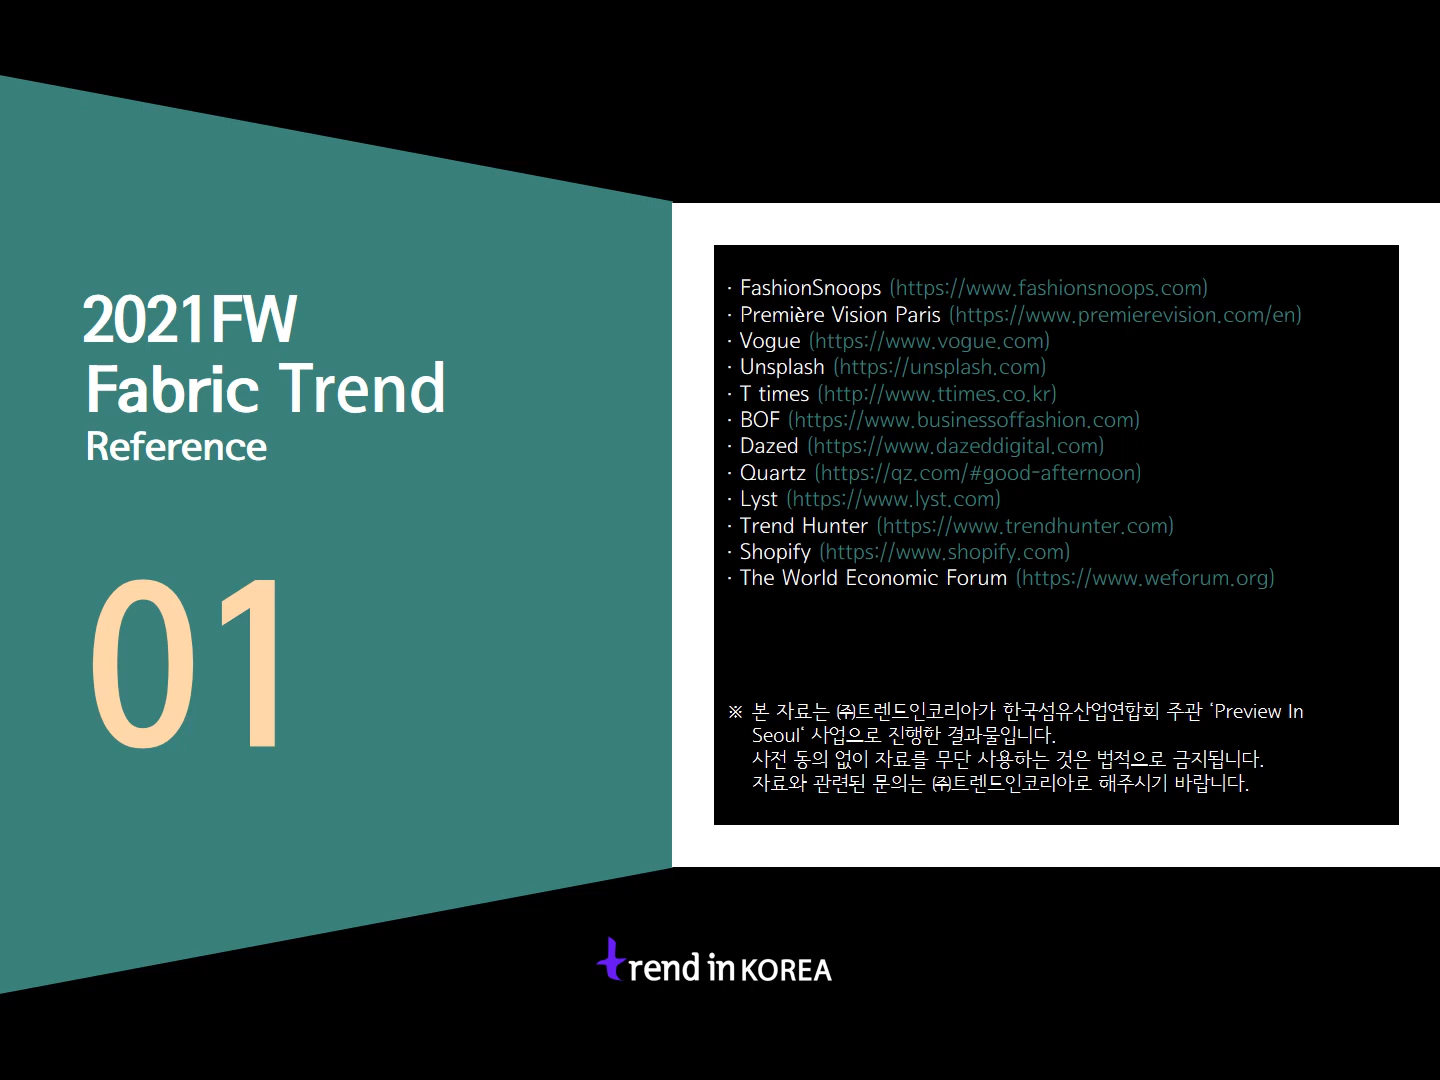 2021FW
Fabric Trend
Reference
01
· FashionSnoops (https://www.fashionsnoops.com)
· Première Vision Paris (https://www.premierevision.com/en)
· Vogue (https://www.vogue.com)
· Unsplash (https://unsplash.com)
· T times (http://www.ttimes.co.kr)
· BOF (https://www.businessoffashion.com)
· Dazed (https://www.dazeddigital.com)
· Quartz (https://qz.com/#good-afternoon)
· Lyst (https://www.lyst.com)
· Trend Hunter (https://www.trendhunter.com)
· Shopify (https://www.shopify.com)
· The World Economic Forum (https://www.weforum.org)
※ 본 자료는 ㈜트렌드인코리아가 한국섬유산업연합회 주관 ‘Preview In
Seoul‘ 사업으로 진행한 결과물입니다.
사전 동의 없이 자료를 무단 사용하는 것은 법적으로 금지됩니다.
자료와 관련된 문의는 ㈜트렌드인코리아로 해주시기 바랍니다.
trend in KOREA